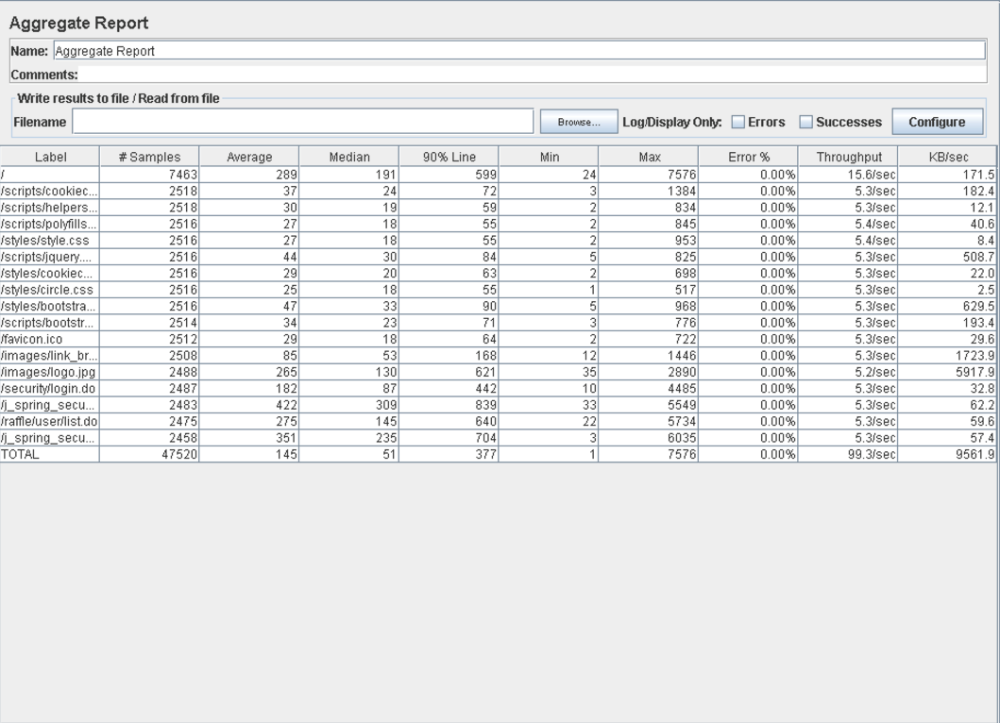 Aggregate Report
Name: Aggregate Report
Comments:
Write results to file / Read from file
Filename Browse... Log/Display Only: Errors Successes Configure
Label # Samples Average Median 90% Line Min Max Error % Throughput KB/sec
/ 7463 289 191 599 24 7576 0.00% 15.6/sec 171.5
/scripts/cookiec... 2518 37 24 72 3 1384 0.00% 5.3/sec 182.4
/scripts/helpers... 2518 30 19 59 2 834 0.00% 5.3/sec 12.1
/scripts/polyfills... 2516 27 18 55 2 845 0.00% 5.4/sec 40.6
/styles/style.css 2516 27 18 55 2 953 0.00% 5.4/sec 8.4
/scripts/jquery.... 2516 44 30 84 5 825 0.00% 5.3/sec 508.7
/styles/cookiec... 2516 29 20 63 2 698 0.00% 5.3/sec 22.0
/styles/circle.css 2516 25 18 55 1 517 0.00% 5.3/sec 2.5
/styles/bootstra... 2516 47 33 90 5 968 0.00% 5.3/sec 629.5
/scripts/bootstr... 2514 34 23 71 3 776 0.00% 5.3/sec 193.4
/favicon.ico 2512 29 18 64 2 722 0.00% 5.3/sec 29.6
/images/link_br... 2508 85 53 168 12 1446 0.00% 5.3/sec 1723.9
/images/logo.jpg 2488 265 130 621 35 2890 0.00% 5.2/sec 5917.9
/security/login.do 2487 182 87 442 10 4485 0.00% 5.3/sec 32.8
/j_spring_secu... 2483 422 309 839 33 5549 0.00% 5.3/sec 62.2
/raffle/user/list.do 2475 275 145 640 22 5734 0.00% 5.3/sec 59.6
/j_spring_secu... 2458 351 235 704 3 6035 0.00% 5.3/sec 57.4
TOTAL 47520 145 51 377 1 7576 0.00% 99.3/sec 9561.9